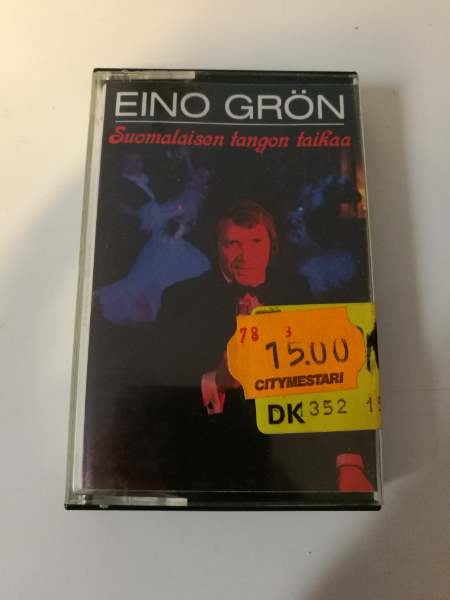 EINO GRÖN
Suomalaisen tangon taikaa
78 3
15.00
CITYMESTARI
DK 352 15